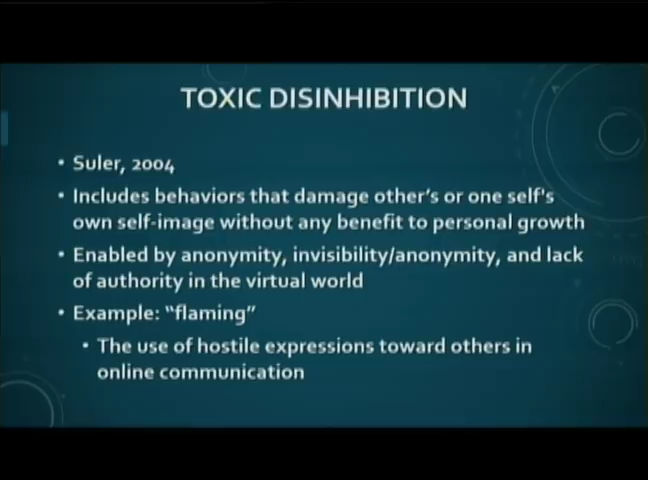 TOXIC DISINHIBITION
• Suler, 2004
• Includes behaviors that damage other's or one self's
own self-image without any benefit to personal growth
• Enabled by anonymity, invisibility/anonymity, and lack
of authority in the virtual world
• Example: "flaming"
• The use of hostile expressions toward others in
online communication